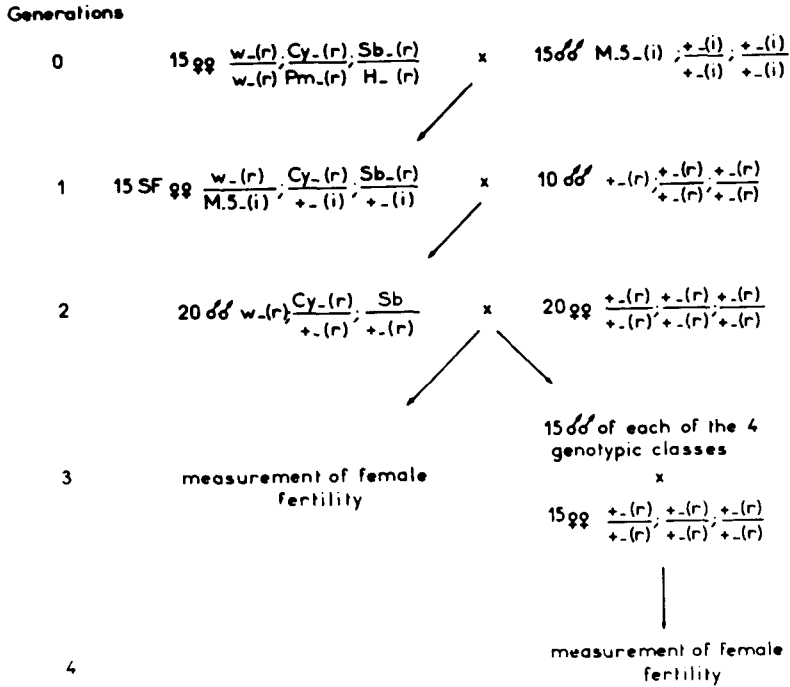 Generations
0 15 ♀♀ w_(r)/w_(r); Cy_(r)/Pm_(r); Sb_(r)/H_ (r) x 15 ♂♂ M.5_(i) ; +_(i)/+_(i); +_(i)/+_(i)
1 15 SF ♀♀ w_(r)/M.5_(i); Cy_(r)/+_(i); Sb_(r)/+_(i) x 10 ♂♂ +_(r); +_(r)/+_(r); +_(r)/+_(r)
2 20 ♂♂ w_(r); Cy_(r)/+_(r); Sb/+_(r) x 20 ♀♀ +_(r)/+_(r); +_(r)/+_(r); +_(r)/+_(r)
3 measurement of female
fertility
15 ♂♂ of each of the 4
genotypic classes
x
15 ♀♀ +_(r)/+_(r); +_(r)/+_(r); +_(r)/+_(r)
4 measurement of female
fertility